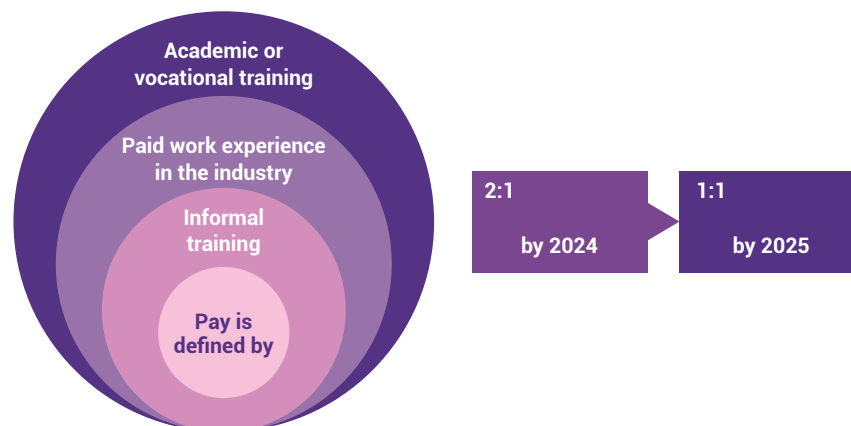 Academic or
vocational training
Paid work experience
in the industry
Informal
training
Pay is
defined by
2:1
by 2024
1:1
by 2025